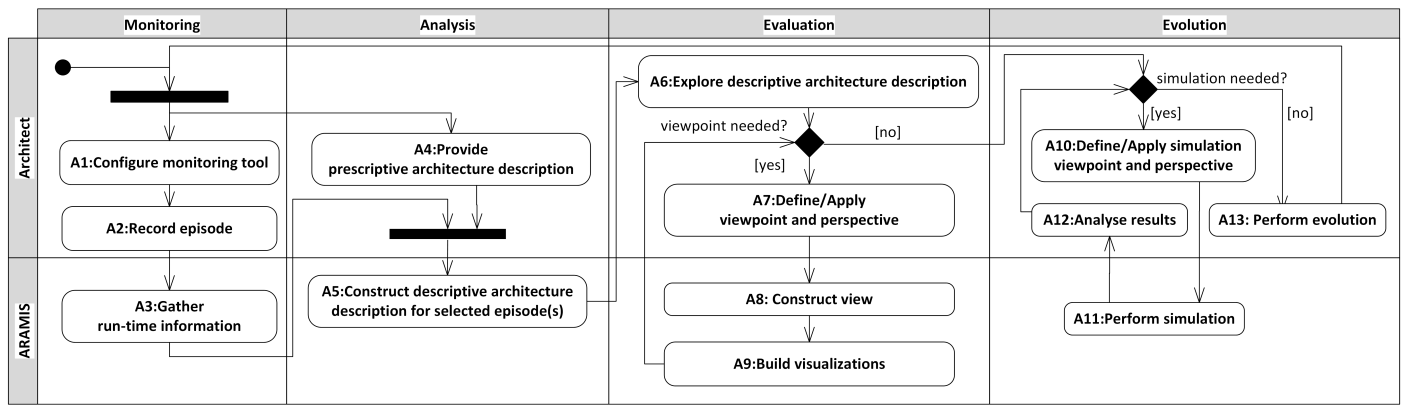 Monitoring
Analysis
Evaluation
Evolution
Architect
A1:Configure monitoring tool
A2:Record episode
A4:Provide
prescriptive architecture description
A6:Explore descriptive architecture description
viewpoint needed?
[no]
[yes]
A7:Define/Apply
viewpoint and perspective
simulation needed?
[yes]
[no]
A10:Define/Apply simulation
viewpoint and perspective
A12:Analyse results
A13: Perform evolution
ARAMIS
A3:Gather
run-time information
A5:Construct descriptive architecture
description for selected episode(s)
A8: Construct view
A9:Build visualizations
A11:Perform simulation